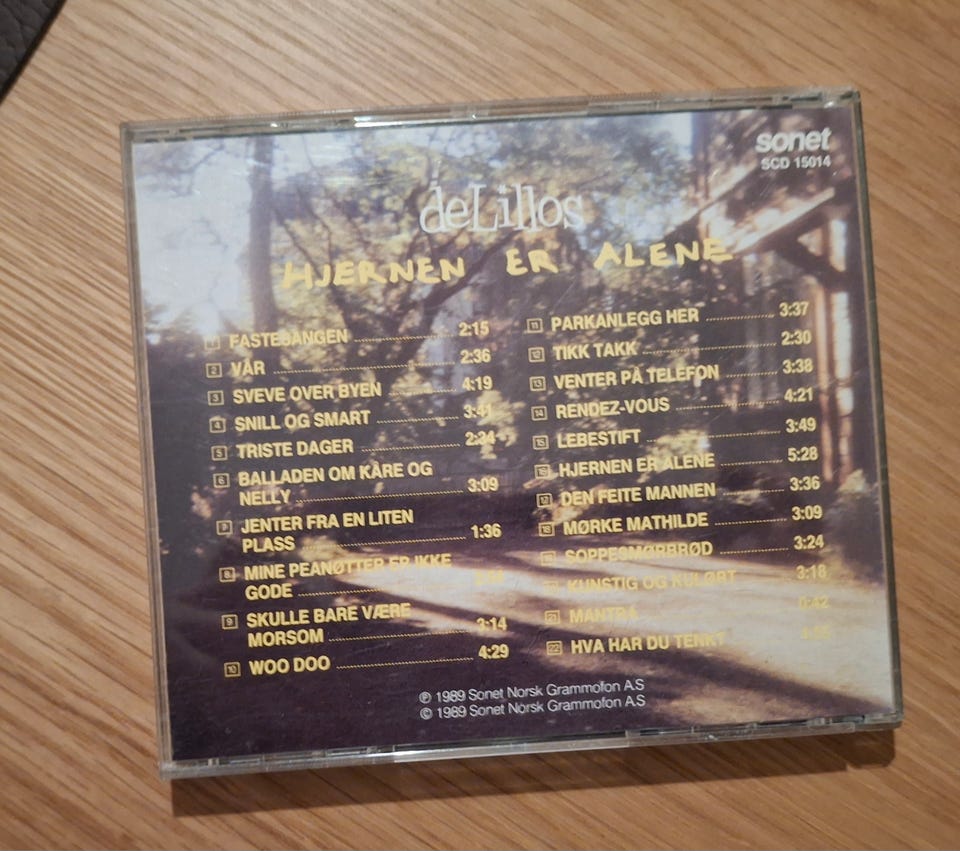 sonet
SCD 15014
deLillos
HJERNEN ER ALENE
1 FASTESANGEN 2:15
2 VÅR 2:36
3 SVEVE OVER BYEN 4:19
4 SNILL OG SMART 3:41
5 TRISTE DAGER 2:34
6 BALLADEN OM KÅRE OG
NELLY 3:09
7 JENTER FRA EN LITEN
PLASS 1:36
8 MINE PEANØTTER ER IKKE
GODE
9 SKULLE BARE VÆRE
MORSOM 3:14
10 WOO DOO 4:29
11 PARKANLEGG HER 3:37
12 TIKK TAKK 2:30
13 VENTER PÅ TELEFON 3:38
14 RENDEZ-VOUS 4:21
15 LEBESTIFT 3:49
16 HJERNEN ER ALENE 5:28
17 DEN FEITE MANNEN 3:36
18 MØRKE MATHILDE 3:09
SOPPESMØRBRØD 3:24
KUNSTIG OG KULØRT 3:18
21 MANTRA 0:42
22 HVA HAR DU TENKT
℗ 1989 Sonet Norsk Grammofon A.S
© 1989 Sonet Norsk Grammofon A.S